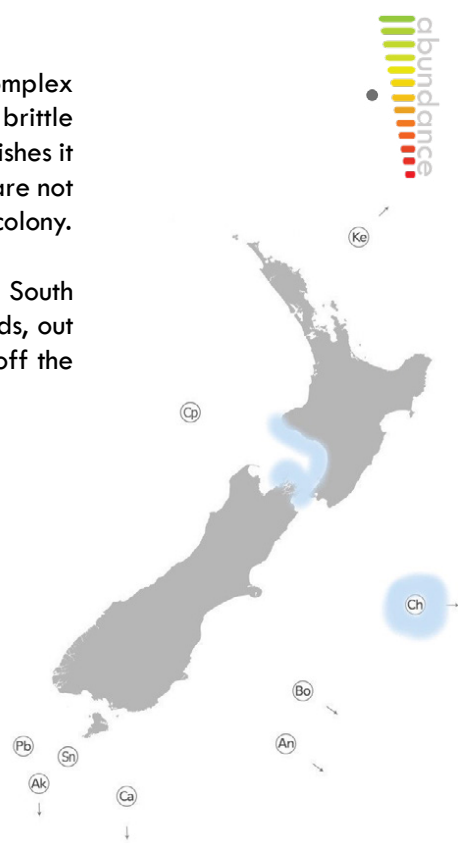 omplex
brittle
ishes it
are not
colony.
South
ds, out
off the
abundance
Ke
Cp
Ch
Bo
An
Pb
Sn
Ak
Ca